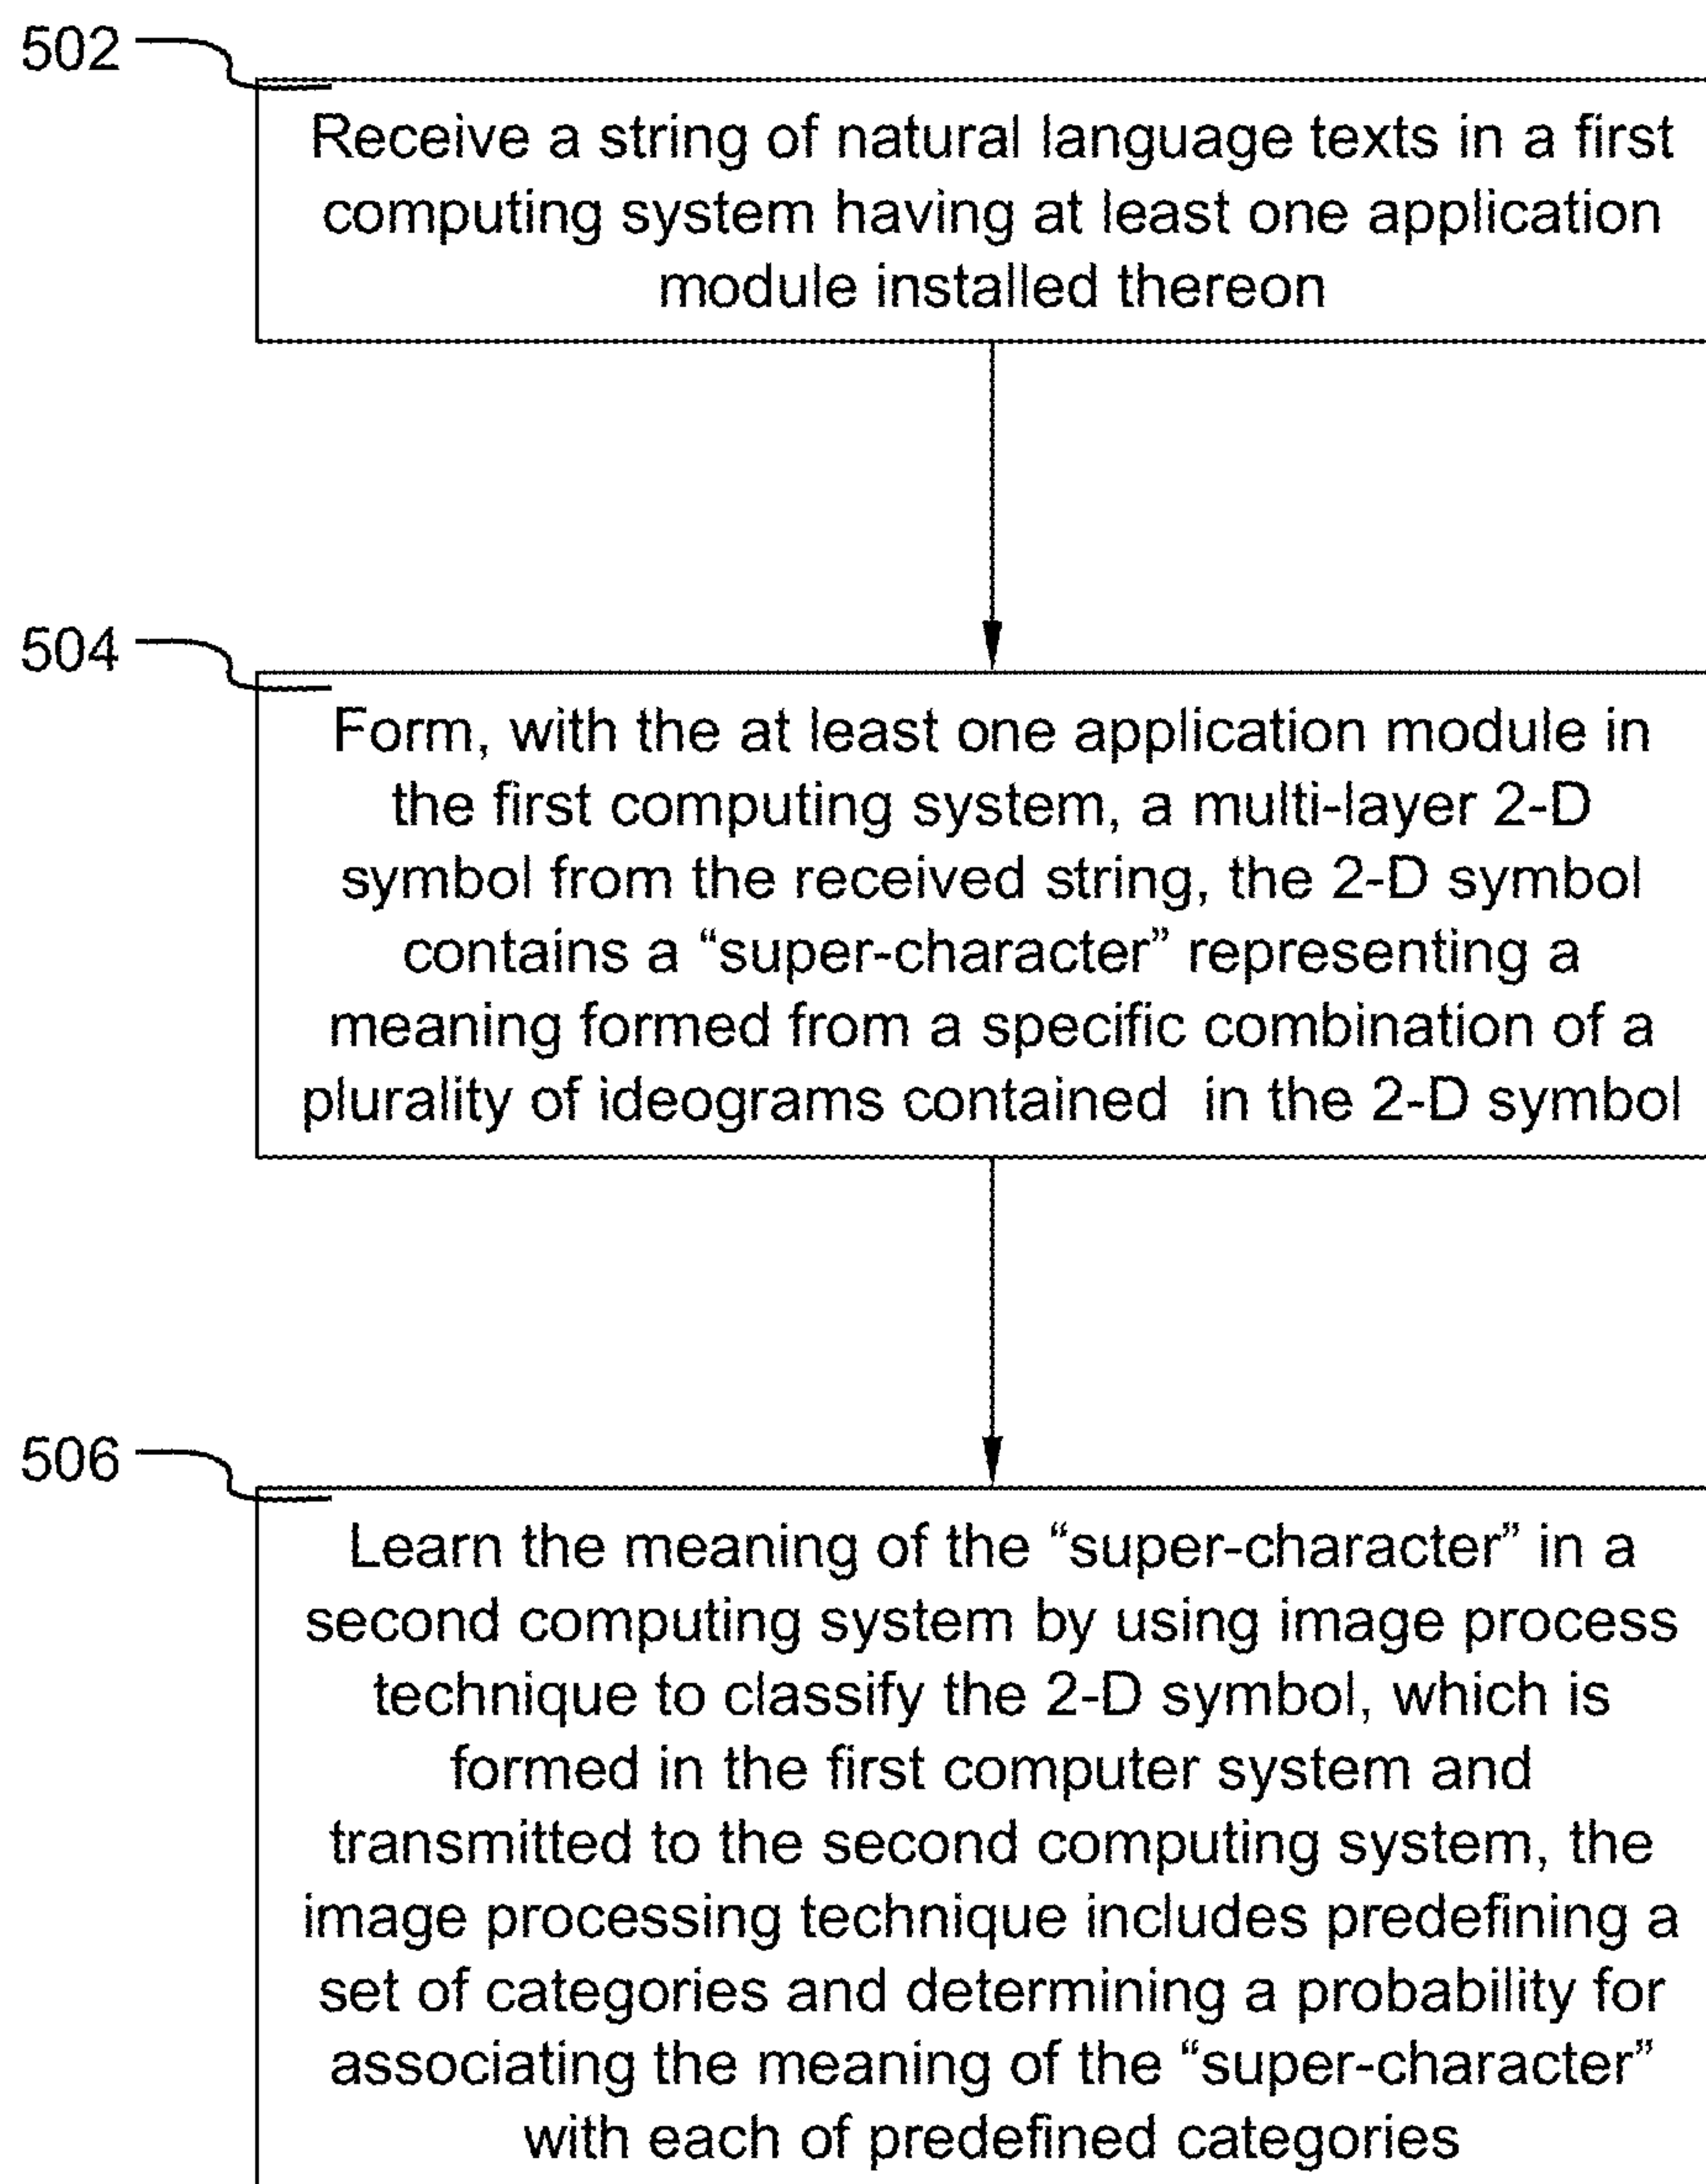 502
Receive a string of natural language texts in a first
computing system having at least one application
module installed thereon
504
Form, with the at least one application module in
the first computing system, a multi-layer 2-D
symbol from the received string, the 2-D symbol
contains a “super-character” representing a
meaning formed from a specific combination of a
plurality of ideograms contained  in the 2-D symbol
506
Learn the meaning of the “super-character” in a
second computing system by using image process
technique to classify the 2-D symbol, which is
formed in the first computer system and
transmitted to the second computing system, the
image processing technique includes predefining a
set of categories and determining a probability for
associating the meaning of the “super-character”
with each of predefined categories